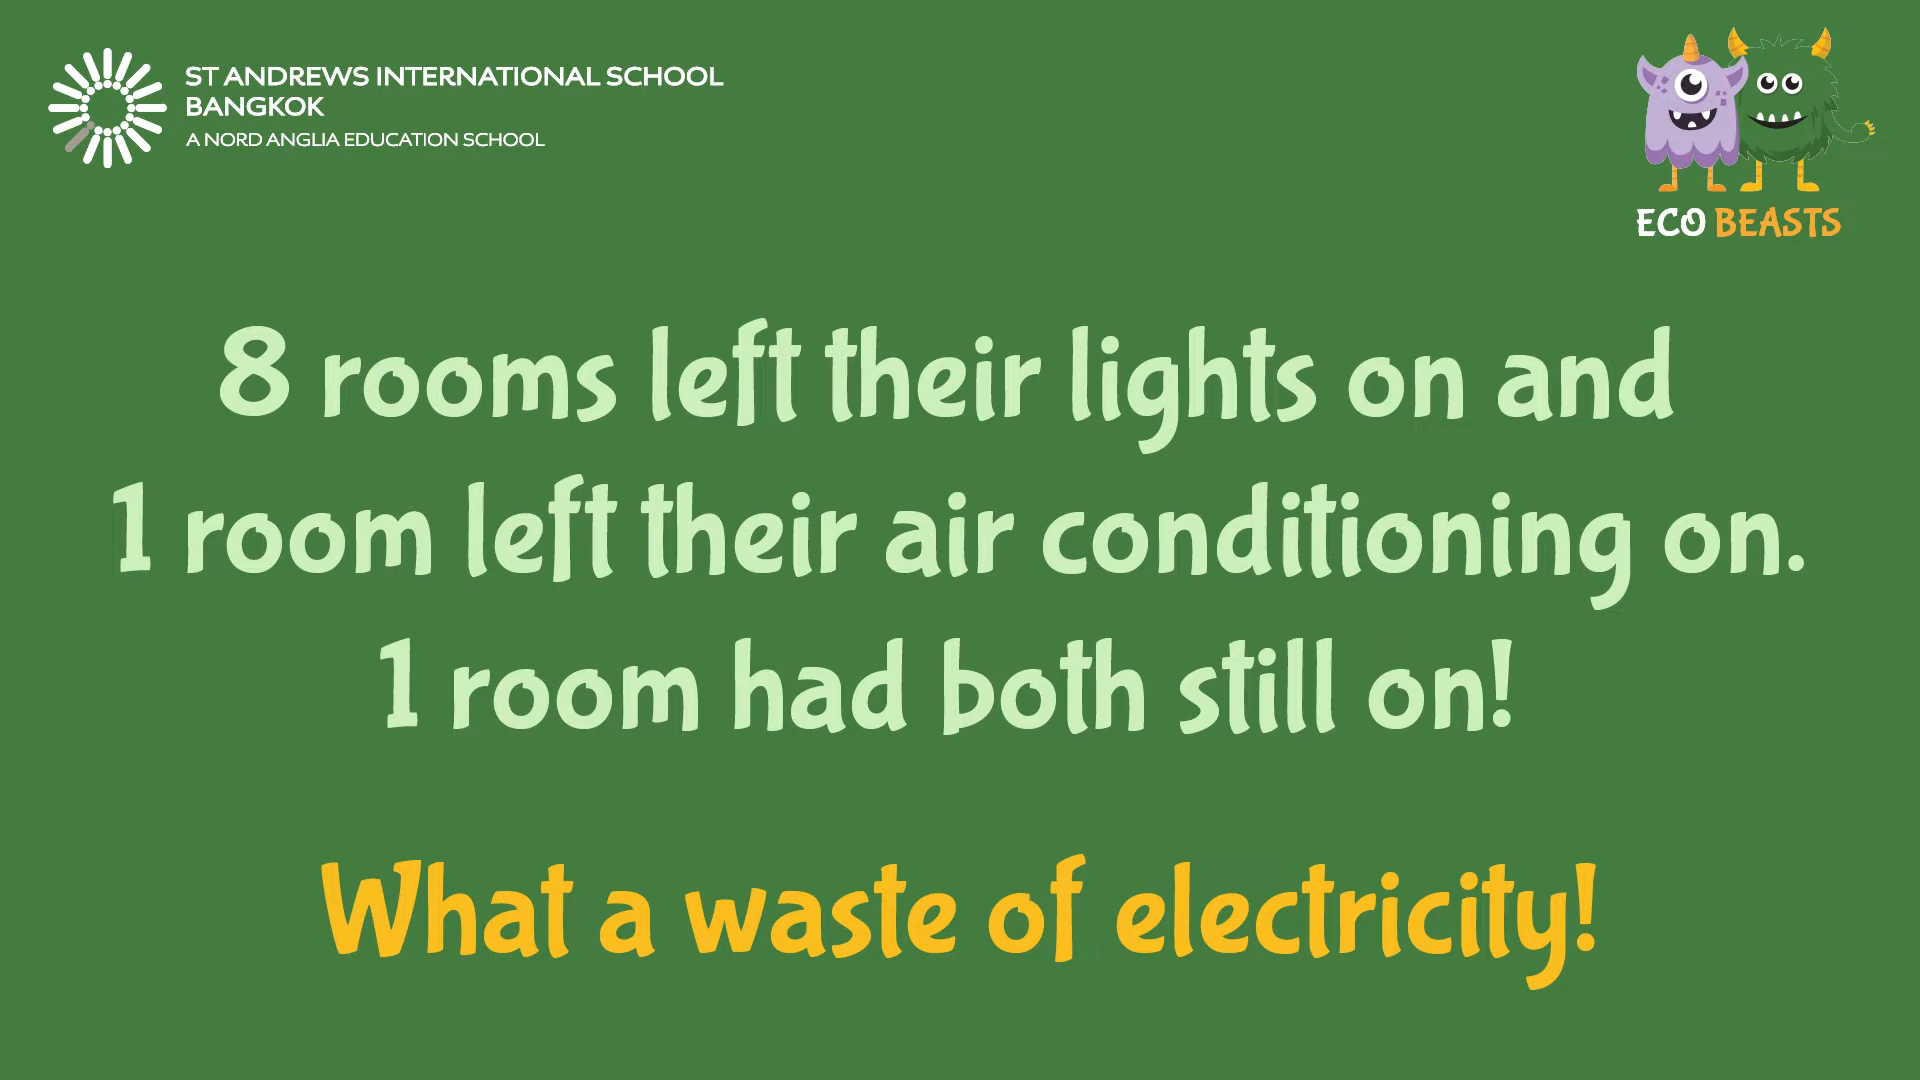 ST ANDREWS INTERNATIONAL SCHOOL
BANGKOK
A NORD ANGLIA EDUCATION SCHOOL
ECO BEASTS
8 rooms left their lights on and
1 room left their air conditioning on.
1 room had both still on!
What a waste of electricity!